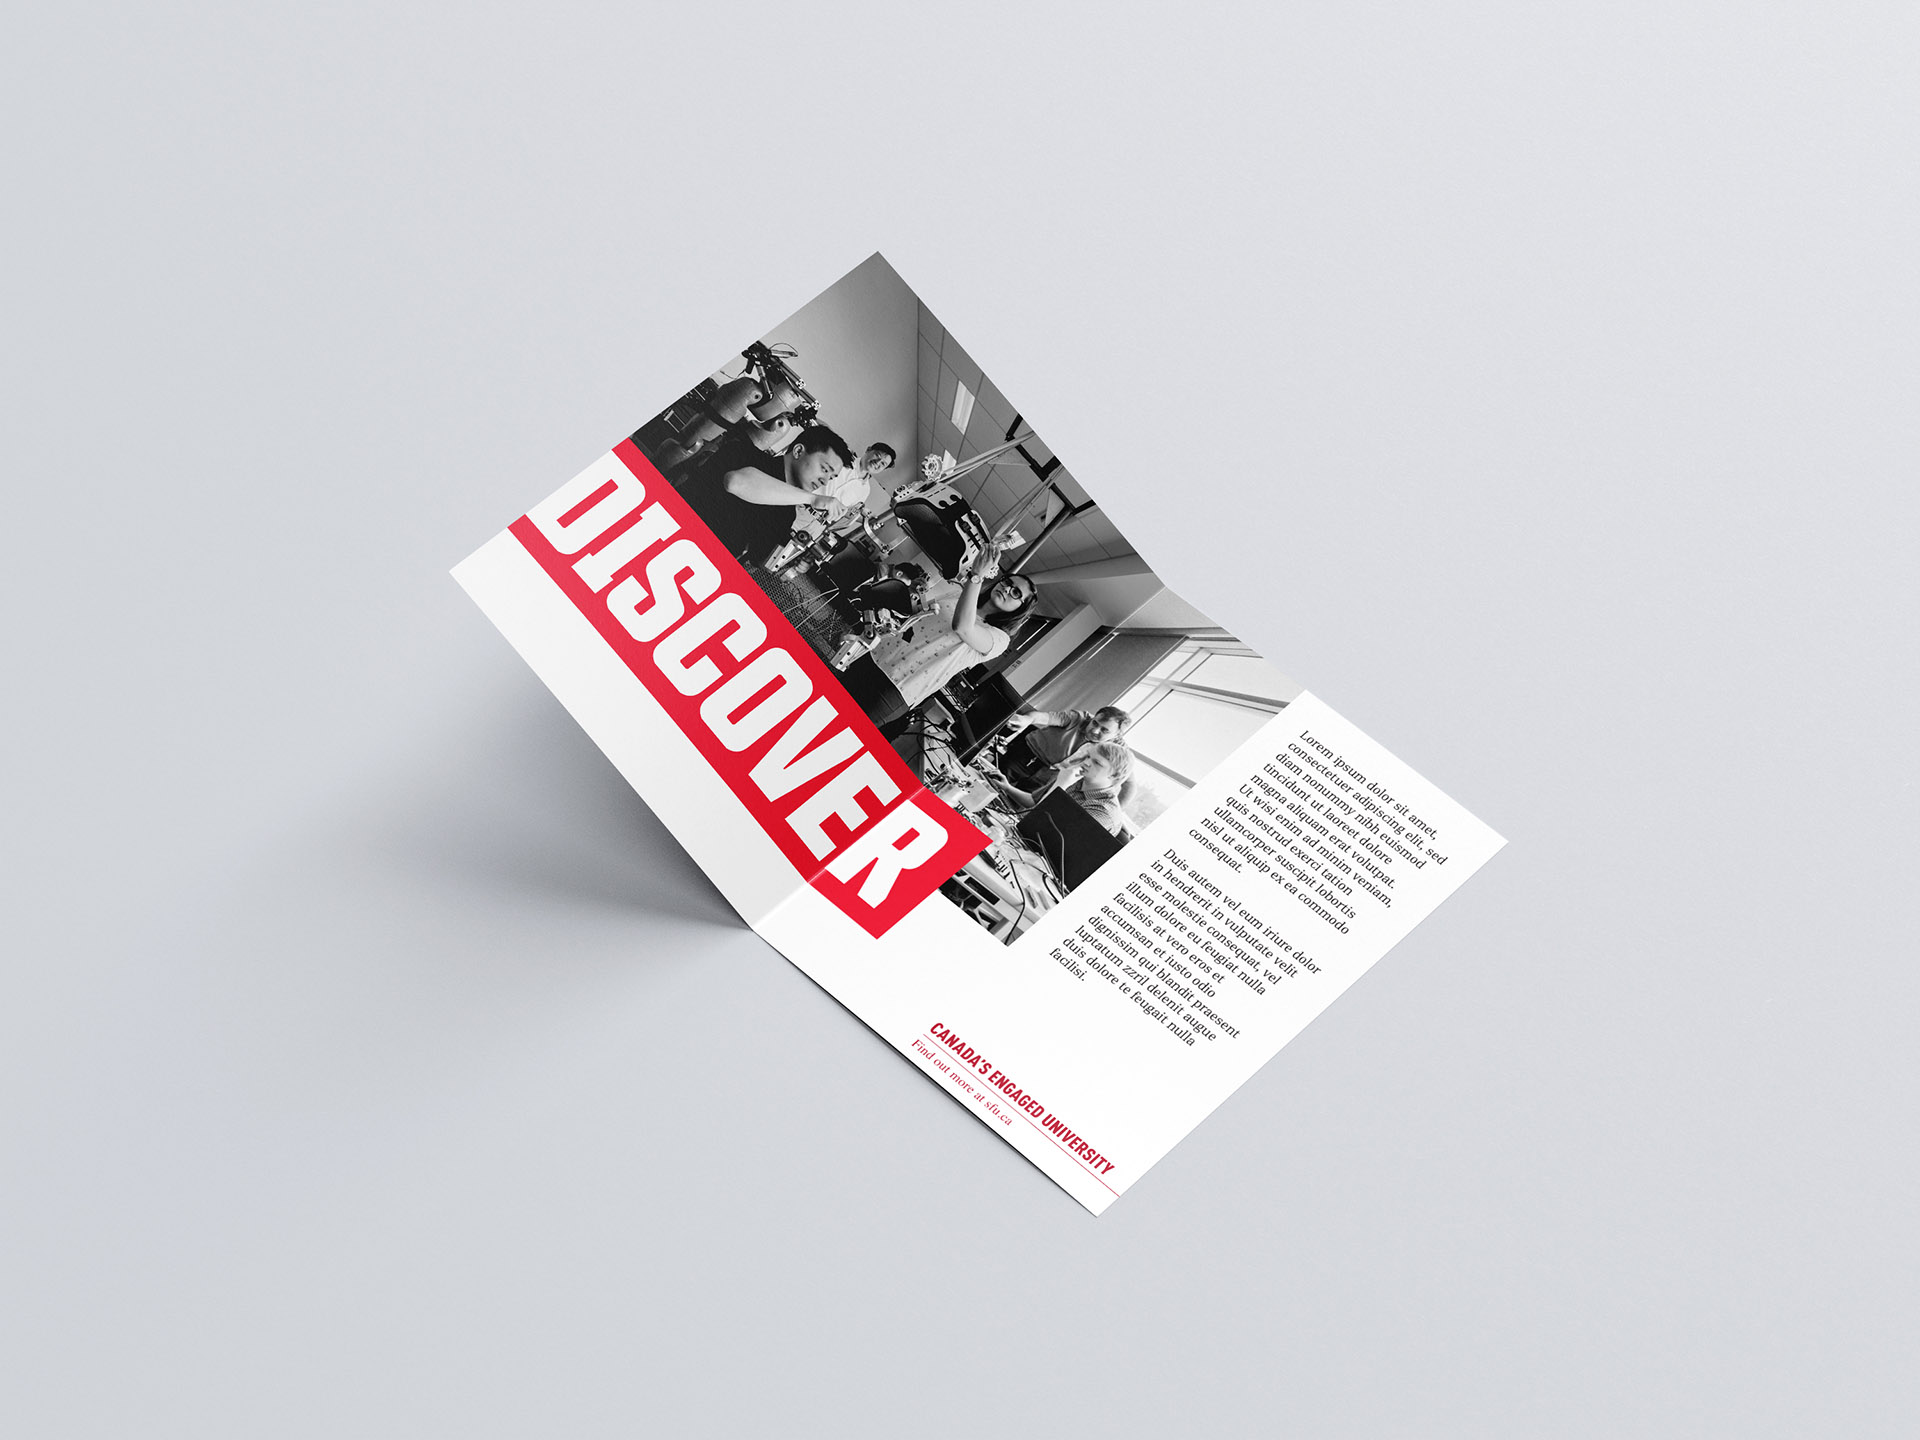 DISCOVER
Lorem ipsum dolor sit amet,
consectetuer adipiscing elit, sed
diam nonummy nibh euismod
tincidunt ut laoreet dolore
magna aliquam erat volutpat.
Ut wisi enim ad minim veniam,
quis nostrud exerci tation
ullamcorper suscipit lobortis
nisl ut aliquip ex ea commodo
consequat.
Duis autem vel eum iriure dolor
in hendrerit in vulputate velit
esse molestie consequat, vel
illum dolore eu feugiat nulla
facilisis at vero eros et
accumsan et iusto odio
dignissim qui blandit praesent
luptatum zzril delenit augue
duis dolore te feugait nulla
facilisi.
CANADA'S ENGAGED UNIVERSITY
Find out more at sfu.ca